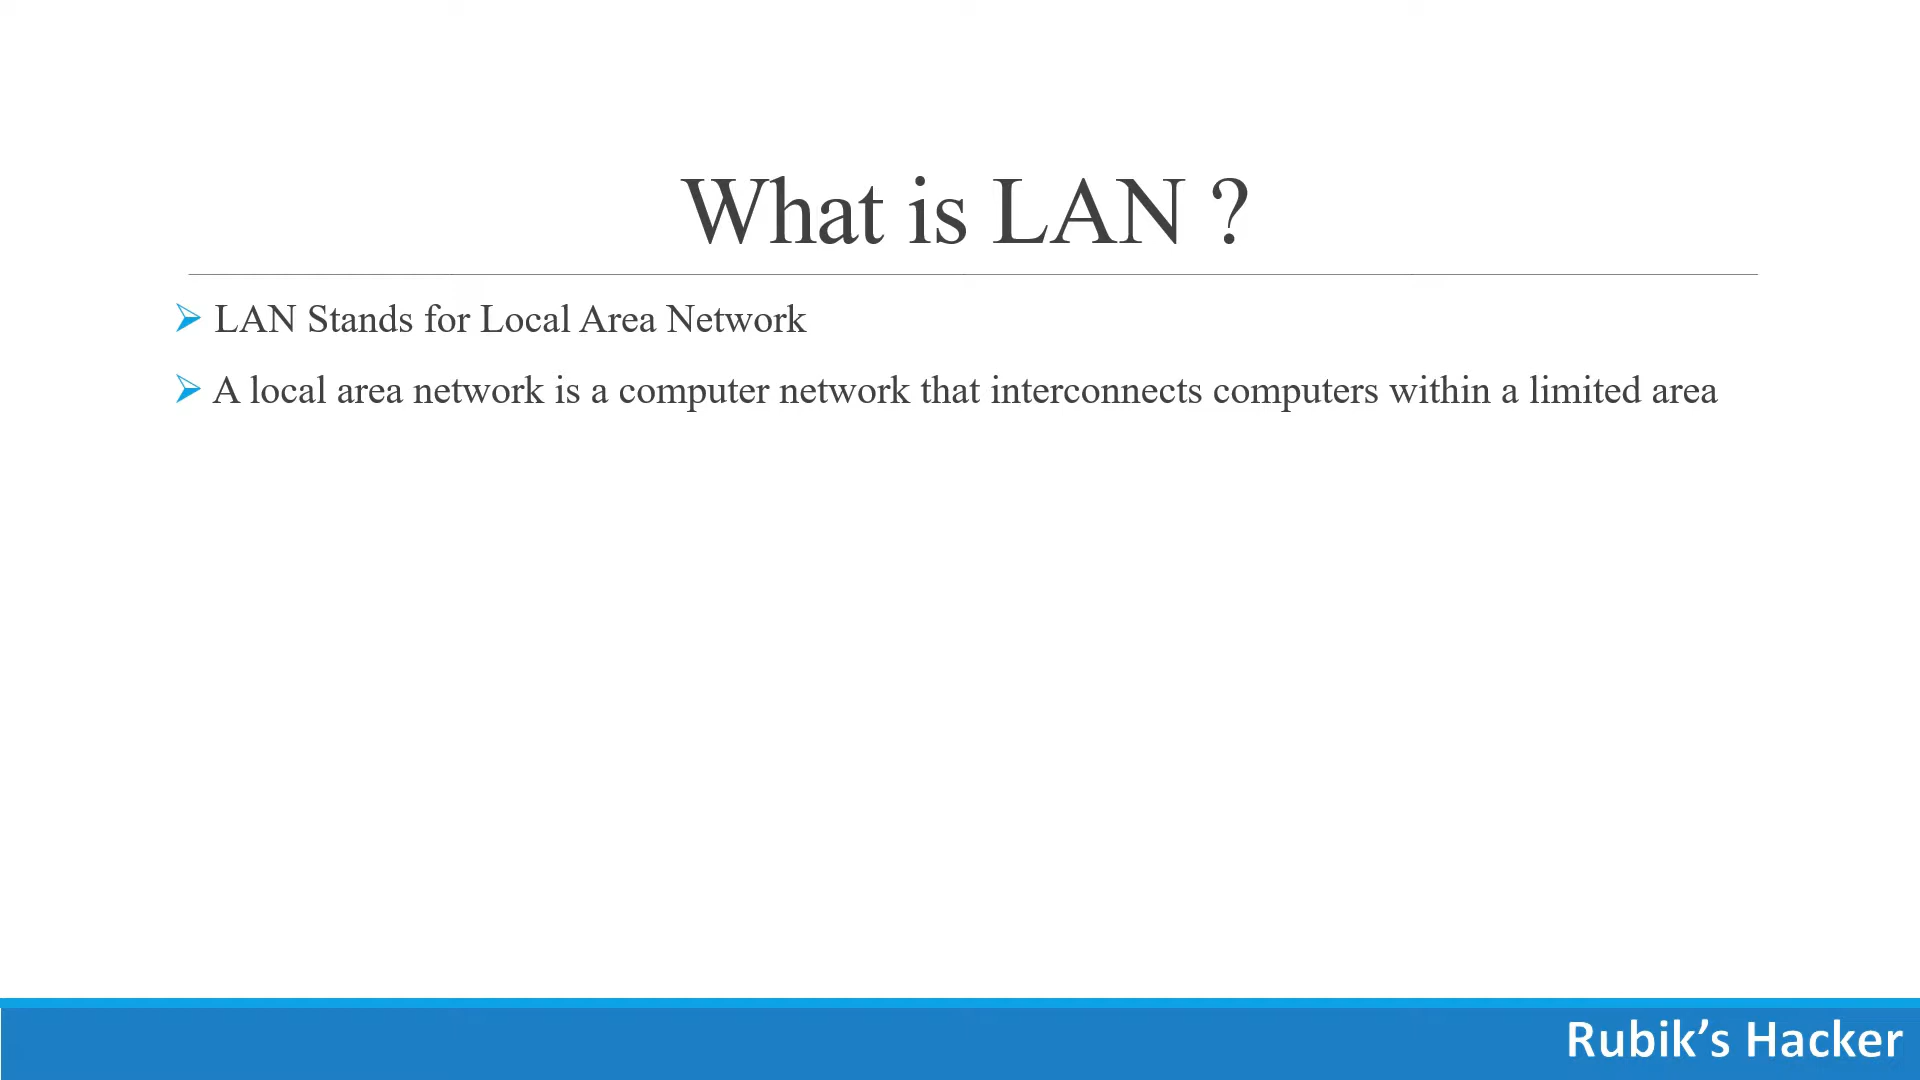 What is LAN ?
LAN Stands for Local Area Network
A local area network is a computer network that interconnects computers within a limited area
Rubik’s Hacker